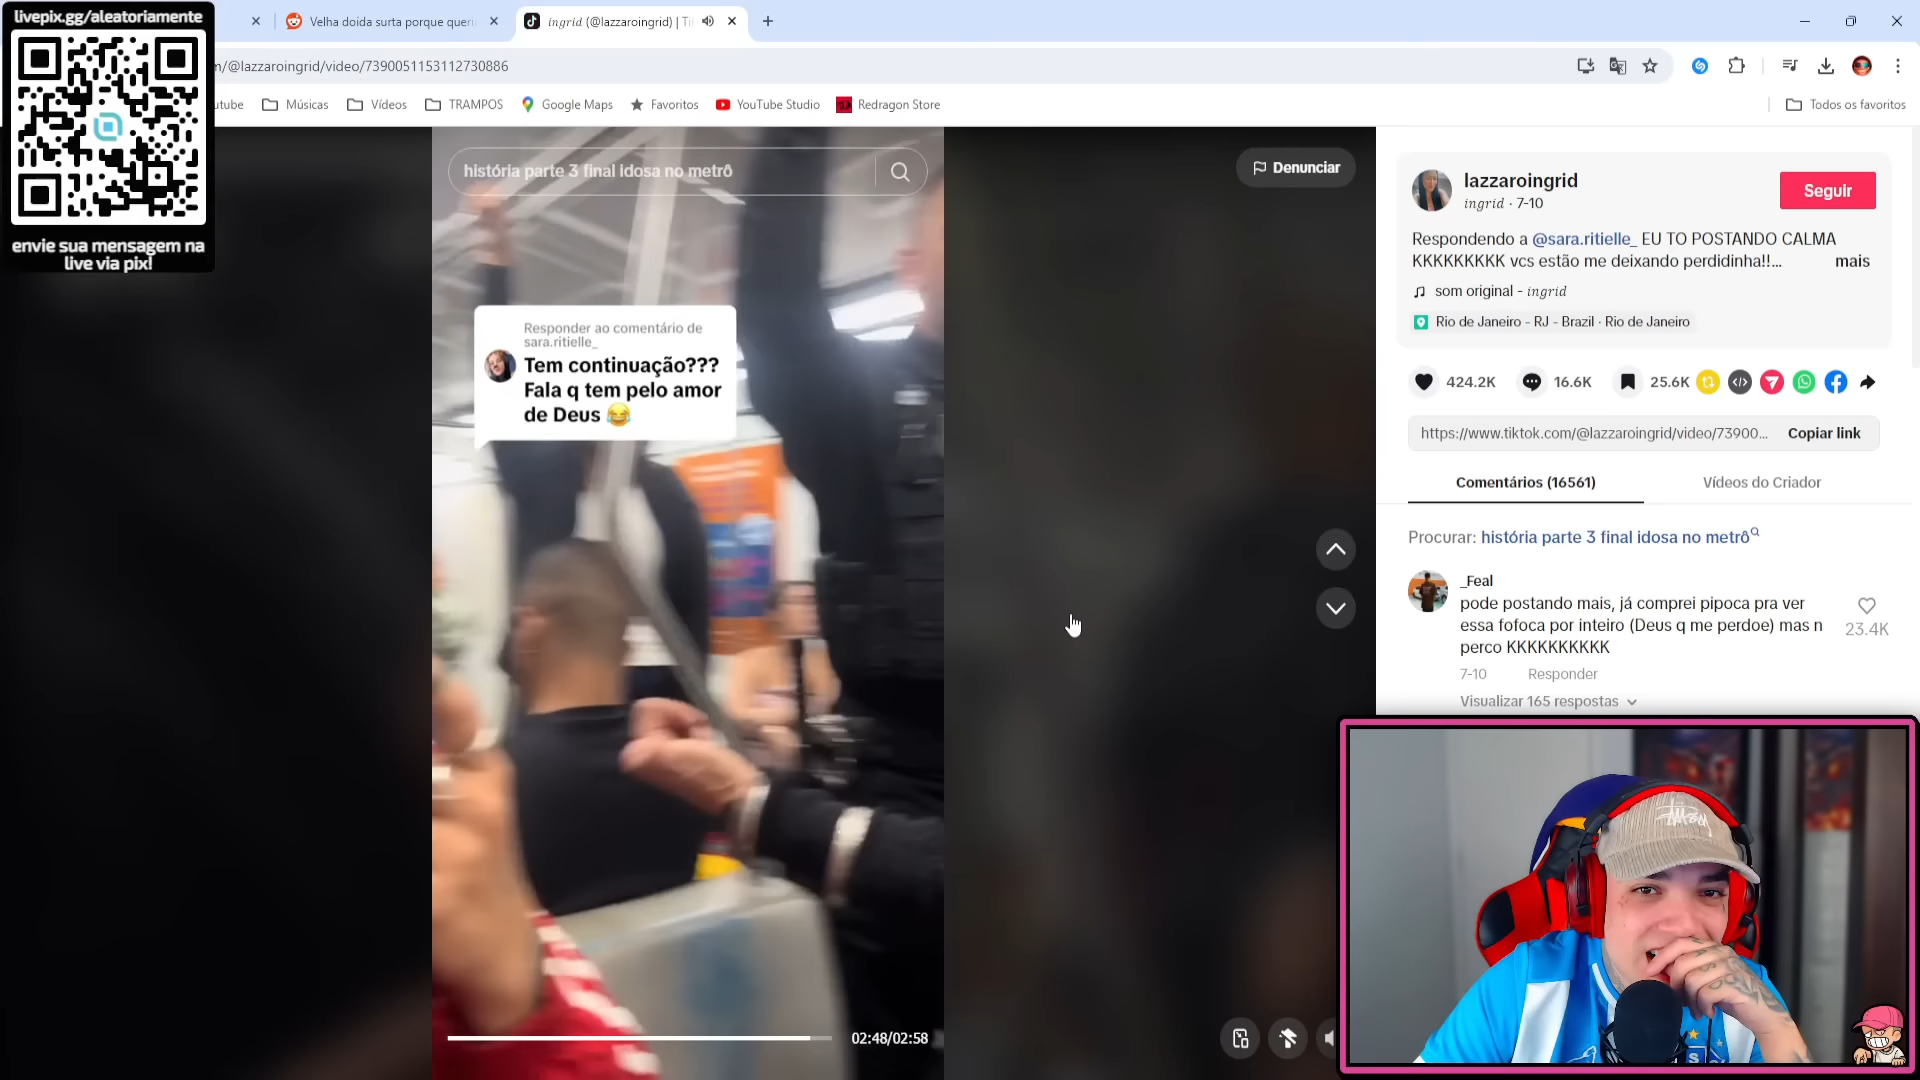 livepix.gg/aleatoriamente
envie sua mensagem na
live via pix!
Velha doida surta porque queri
ingrid (@lazzaroingrid) | Ti
/@lazzaroingrid/video/7390051153112730886
utube
Músicas
Vídeos
TRAMPOS
Google Maps
Favoritos
YouTube Studio
Redragon Store
Todos os favoritos
história parte 3 final idosa no metrô
Denunciar
Responder ao comentário de
sara.ritielle_
Tem continuação???
Fala q tem pelo amor
de Deus 😂
02:48/02:58
lazzaroingrid
ingrid · 7-10
Seguir
Respondendo a @sara.ritielle_ EU TO POSTANDO CALMA
KKKKKKKKK vcs estão me deixando perdidinha!!...
mais
som original - ingrid
Rio de Janeiro - RJ - Brazil · Rio de Janeiro
424.2K
16.6K
25.6K
https://www.tiktok.com/@lazzaroingrid/video/73900...
Copiar link
Comentários (16561)
Vídeos do Criador
Procurar: história parte 3 final idosa no metrô
_Feal
pode postando mais, já comprei pipoca pra ver
essa fofoca por inteiro (Deus q me perdoe) mas n
perco KKKKKKKKKK
23.4K
7-10
Responder
Visualizar 165 respostas